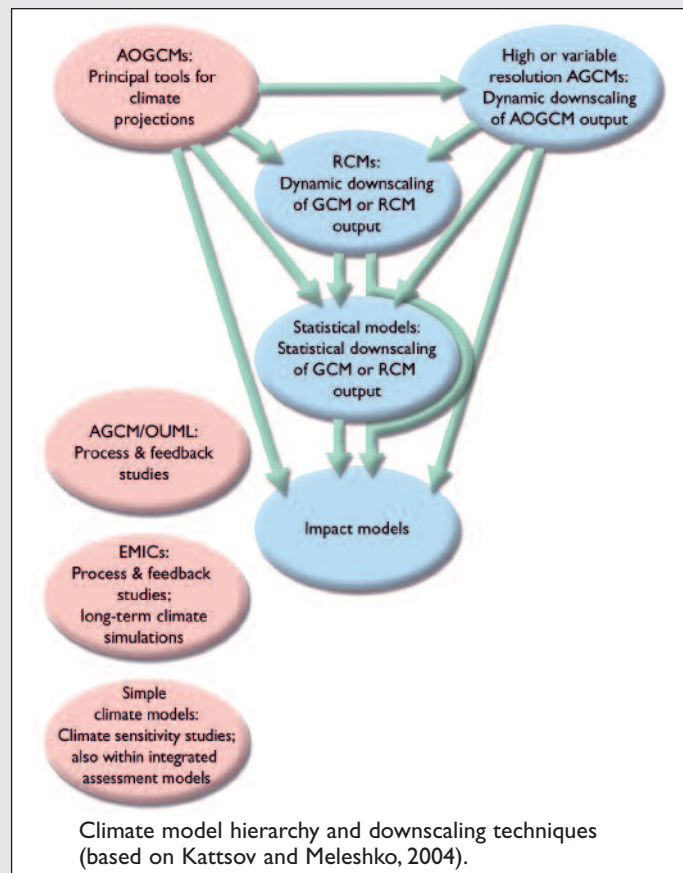 AOGCMs:
Principal tools for
climate
projections
High or variable
resolution AGCMs:
Dynamic downscaling
of AOGCM output
RCMs:
Dynamic downscaling
of GCM or RCM
output
Statistical models:
Statistical downscaling
of GCM or RCM
output
AGCM/OUML:
Process & feedback
studies
Impact models
EMICs:
Process & feedback
studies;
long-term climate
simulations
Simple
climate models:
Climate sensitivity studies;
also within integrated
assessment models
Climate model hierarchy and downscaling techniques
(based on Kattsov and Meleshko, 2004).